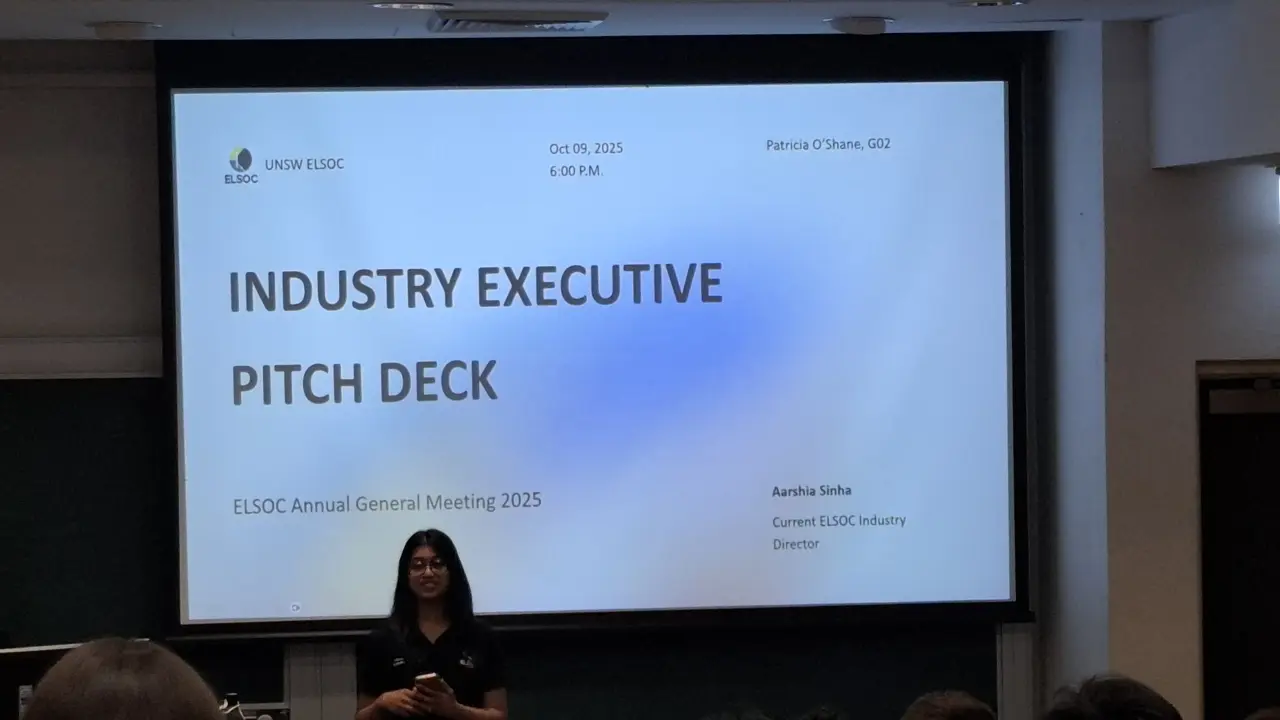 ELSOC
UNSW ELSOC
Oct 09, 2025
6:00 P.M.
Patricia O'Shane, G02
INDUSTRY EXECUTIVE
PITCH DECK
ELSOC Annual General Meeting 2025
Aarshia Sinha
Current ELSOC Industry
Director